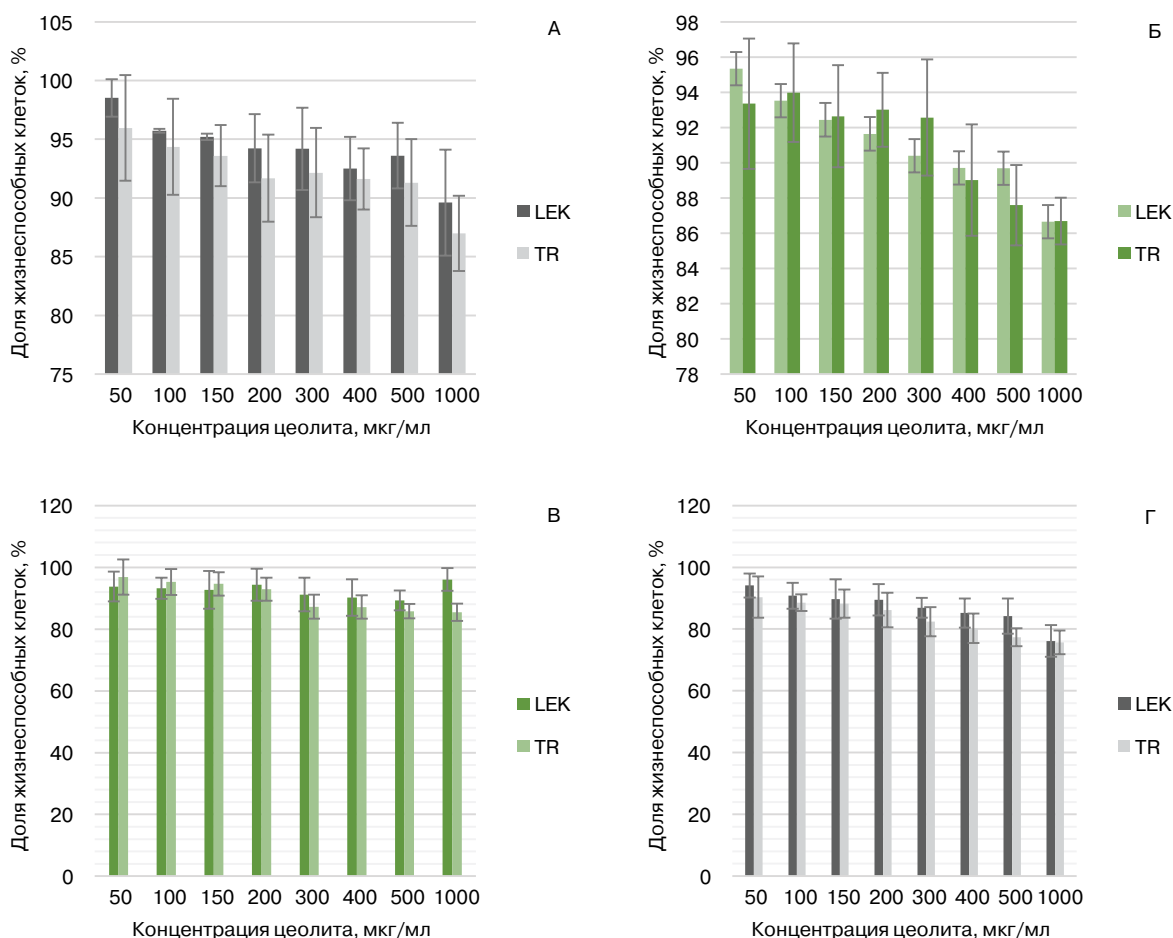 А
Доля жизнеспособных клеток, %
105
100
95
90
85
80
75
50 100 150 200 300 400 500 1000
Концентрация цеолита, мкг/мл
LEK
TR
Б
Доля жизнеспособных клеток, %
98
96
94
92
90
88
86
84
82
80
78
50 100 150 200 300 400 500 1000
Концентрация цеолита, мкг/мл
LEK
TR
В
Доля жизнеспособных клеток, %
120
100
80
60
40
20
0
50 100 150 200 300 400 500 1000
Концентрация цеолита, мкг/мл
LEK
TR
Г
Доля жизнеспособных клеток, %
120
100
80
60
40
20
0
50 100 150 200 300 400 500 1000
Концентрация цеолита, мкг/мл
LEK
TR